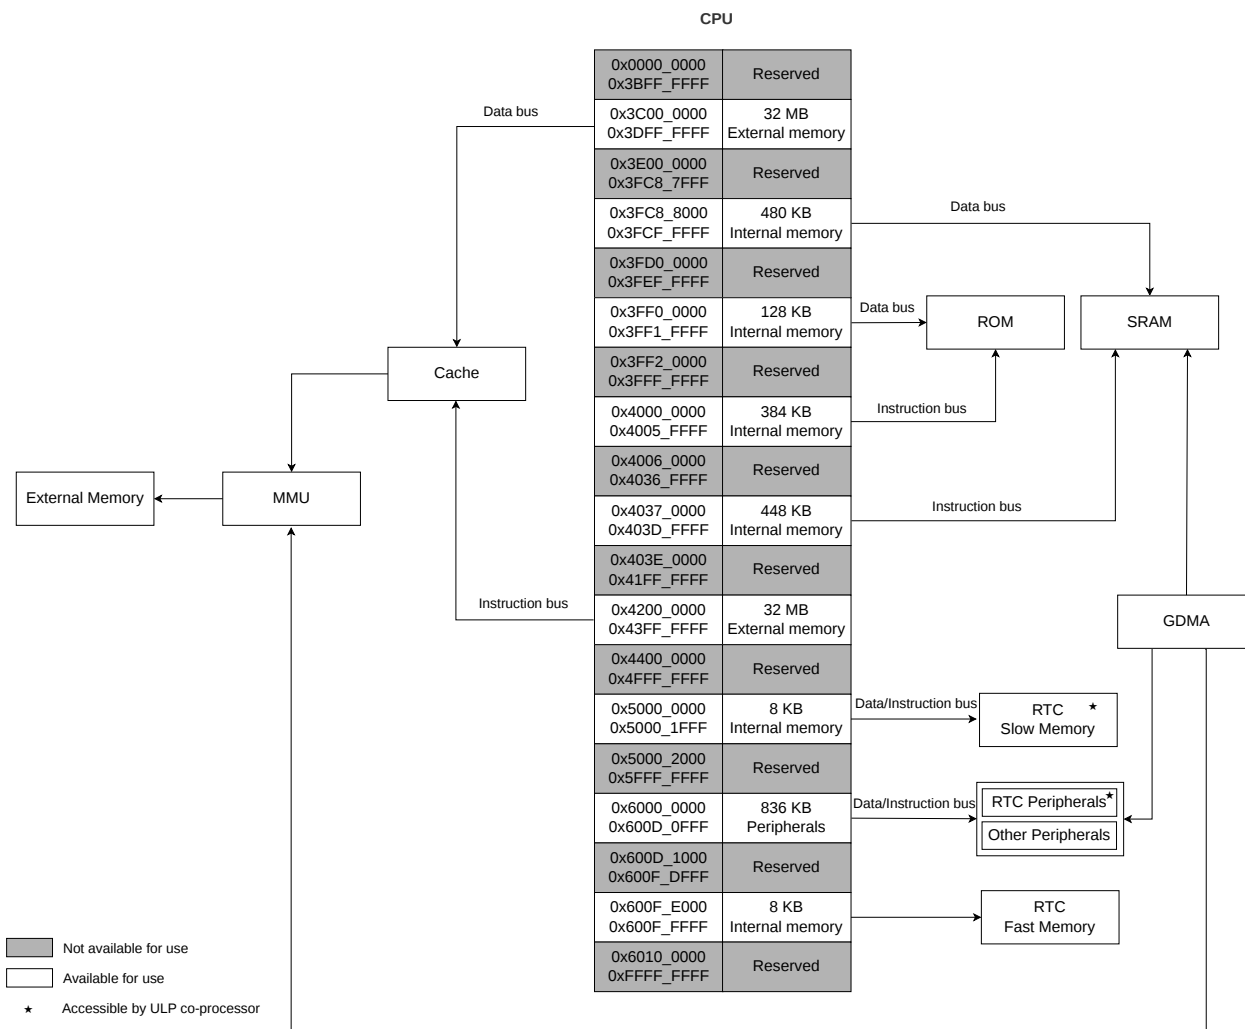 CPU
0x0000_0000
0x3BFF_FFFF
Reserved
0x3C00_0000
0x3DFF_FFFF
32 MB
External memory
Data bus
0x3E00_0000
0x3FC8_7FFF
Reserved
0x3FC8_8000
0x3FCF_FFFF
480 KB
Internal memory
Data bus
0x3FD0_0000
0x3FEF_FFFF
Reserved
0x3FF0_0000
0x3FF1_FFFF
128 KB
Internal memory
Data bus
ROM
SRAM
0x3FF2_0000
0x3FFF_FFFF
Reserved
Cache
0x4000_0000
0x4005_FFFF
384 KB
Internal memory
Instruction bus
0x4006_0000
0x4036_FFFF
Reserved
External Memory
MMU
0x4037_0000
0x403D_FFFF
448 KB
Internal memory
Instruction bus
0x403E_0000
0x41FF_FFFF
Reserved
Instruction bus
0x4200_0000
0x43FF_FFFF
32 MB
External memory
GDMA
0x4400_0000
0x4FFF_FFFF
Reserved
0x5000_0000
0x5000_1FFF
8 KB
Internal memory
Data/Instruction bus
RTC ★
Slow Memory
0x5000_2000
0x5FFF_FFFF
Reserved
0x6000_0000
0x600D_0FFF
836 KB
Peripherals
Data/Instruction bus
RTC Peripherals★
Other Peripherals
0x600D_1000
0x600F_DFFF
Reserved
0x600F_E000
0x600F_FFFF
8 KB
Internal memory
RTC
Fast Memory
0x6010_0000
0xFFFF_FFFF
Reserved
Not available for use
Available for use
★ Accessible by ULP co-processor